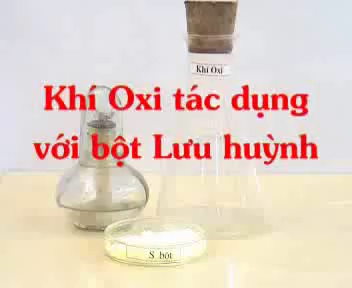 Khí Oxi
Khí Oxi tác dụng
với bột Lưu huỳnh
S bột